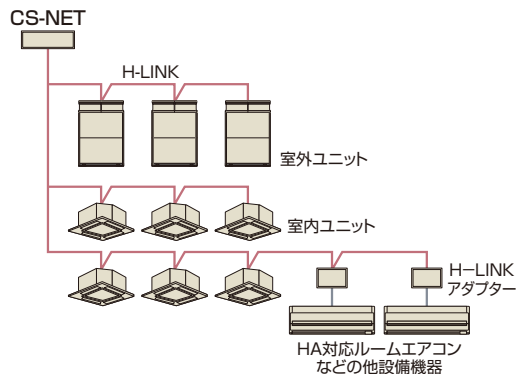 CS-NET
H-LINK
室外ユニット
室内ユニット
H－LINK
アダプター
HA対応ルームエアコン
などの他設備機器